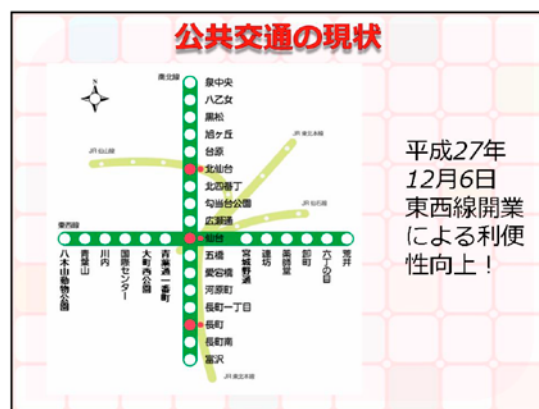 公共交通の現状
南北線
泉中央
八乙女
黒松
旭ヶ丘
台原
北仙台
北四番丁
勾当台公園
広瀬通
仙台
五橋
愛宕橋
河原町
長町一丁目
長町
長町南
富沢
N
JR仙山線
JR東北本線
JR仙石線
東西線
八木山動物公園
青葉山
川内
国際センター
大町西公園
青葉通一番町
宮城野通
連坊
薬師堂
卸町
六丁の目
荒井
JR東北本線
平成27年
12月6日
東西線開業
による利便
性向上！